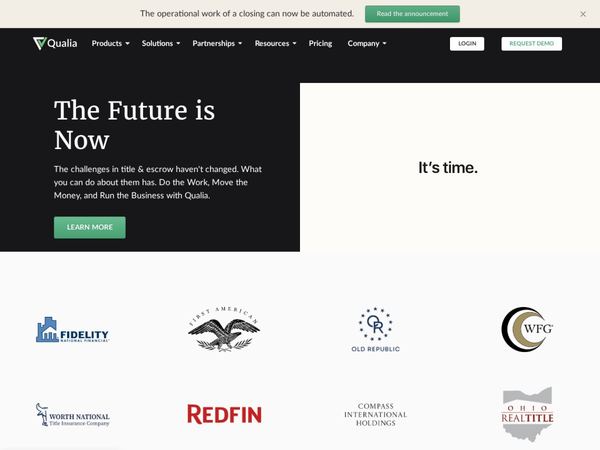 The operational work of a closing can now be automated. Read the announcement ×
Qualia Products Solutions Partnerships Resources Pricing Company LOGIN REQUEST DEMO
The Future is
Now
The challenges in title & escrow haven't changed. What
you can do about them has. Do the Work, Move the
Money, and Run the Business with Qualia.
LEARN MORE
It's time.
FIDELITY
NATIONAL FINANCIAL
FIRST AMERICAN
OR
OLD REPUBLIC
WFG
WORTH NATIONAL
Title Insurance Company
REDFIN
COMPASS
INTERNATIONAL
HOLDINGS
OHIO
REALTITLE